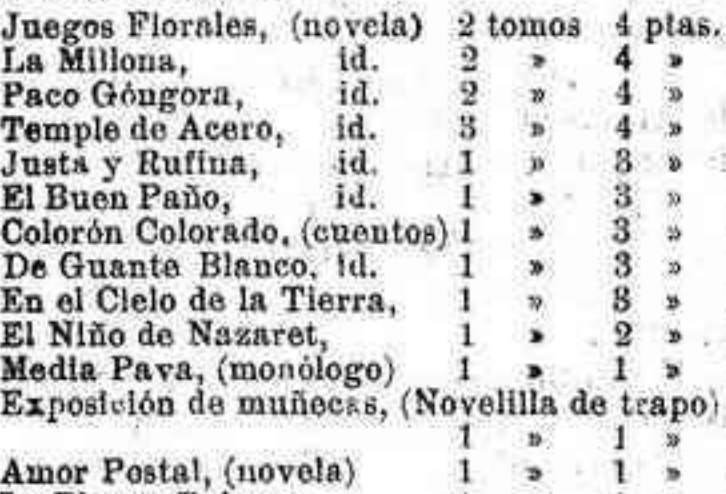 Juegos Florales, (novela) 2 tomos 4 ptas.
La Millona, id. 2 » 4 »
Paco Góngora, id. 2 » 4 »
Temple de Acero, id. 3 » 4 »
Justa y Rufina, id. 1 » 3 »
El Buen Paño, id. 1 » 3 »
Colorón Colorado, (cuentos) 1 » 3 »
De Guante Blanco, id. 1 » 3 »
En el Cielo de la Tierra, 1 » 3 »
El Niño de Nazaret, 1 » 2 »
Media Pava, (monólogo) 1 » 1 »
Exposición de muñecas, (Novelilla de trapo)
1 » 1 »
Amor Postal, (novela) 1 » 1 »